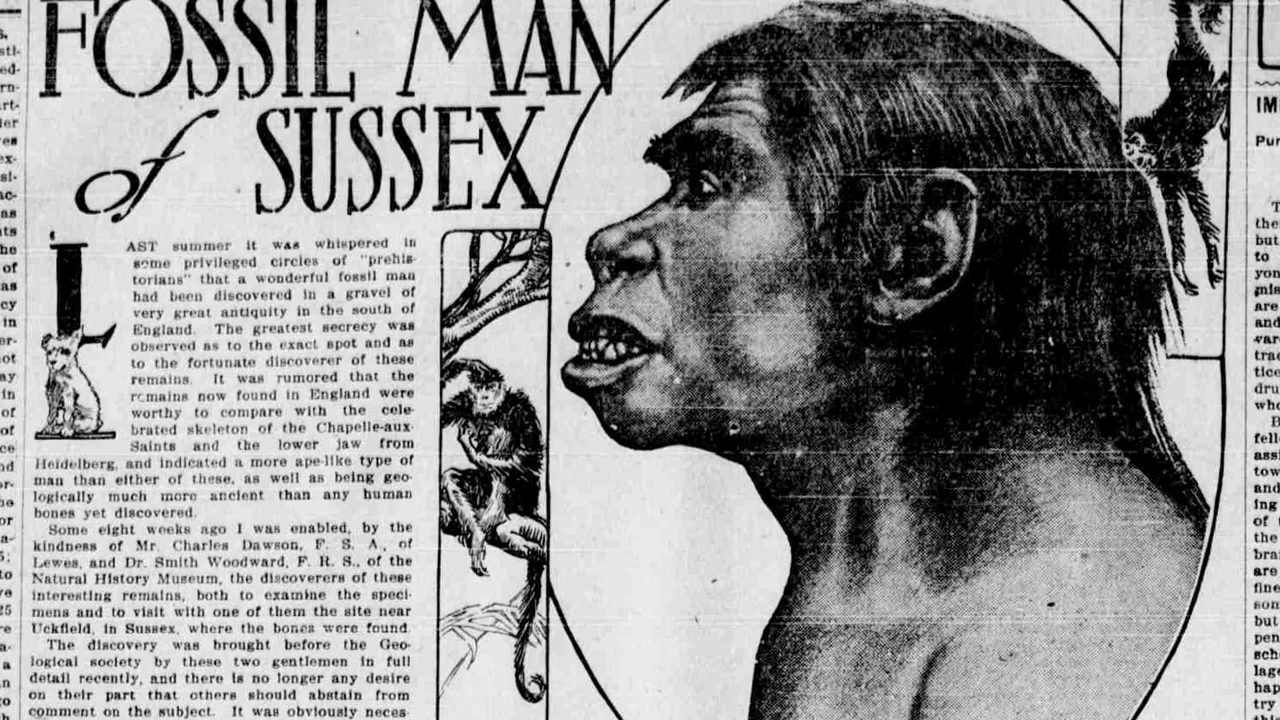 FOSSIL MAN
of SUSSEX
LAST summer it was whispered in
some privileged circles of "prehis-
torians" that a wonderful fossil man
had been discovered in a gravel of
very great antiquity in the south of
England. The greatest secrecy was
observed as to the exact spot and as
to the fortunate discoverer of these
remains. It was rumored that the
remains now found in England were
worthy to compare with the cele-
brated skeleton of the Chapelle-aux-
Saints and the lower jaw from
Heidelberg, and indicated a more ape-like type of
man than either of these, as well as being geo-
logically much more ancient than any human
bones yet discovered.
Some eight weeks ago I was enabled, by the
kindness of Mr. Charles Dawson, F. S. A., of
Lewes, and Dr. Smith Woodward, F. R. S., of the
Natural History Museum, the discoverers of these
interesting remains, both to examine the speci-
mens and to visit with one of them the site near
Uckfield, in Sussex, where the bones were found.
The discovery was brought before the Geo-
logical society by these two gentlemen in full
detail recently, and there is no longer any desire
on their part that others should abstain from
comment on the subject. It was obviously neces-